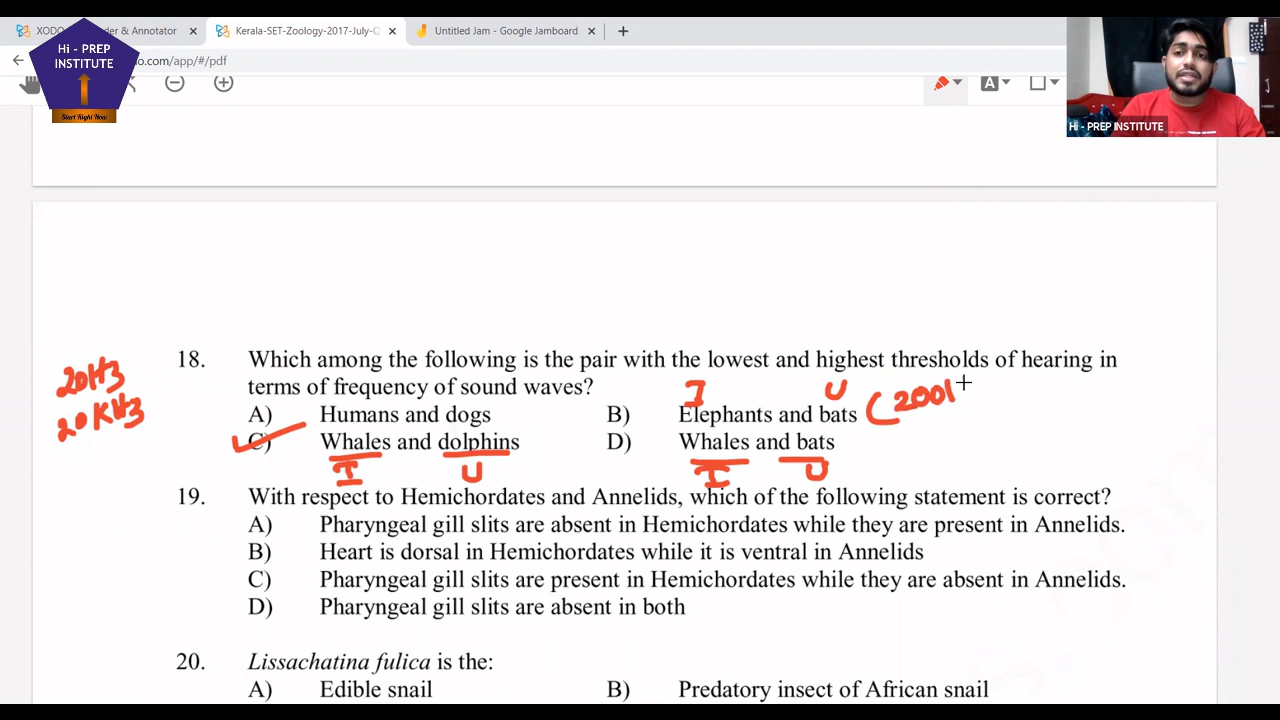 XODO
der & Annotator
Kerala-SET-Zoology-2017-July-Q
Untitled Jam - Google Jamboard
Hi - PREP
INSTITUTE
Start Right Now
o.com/app/#/pdf
A
Hi - PREP INSTITUTE
18. Which among the following is the pair with the lowest and highest thresholds of hearing in
terms of frequency of sound waves?
20Hz
20KHz
I U (200
A) Humans and dogs B) Elephants and bats
C) Whales and dolphins D) Whales and bats
I U I U
19. With respect to Hemichordates and Annelids, which of the following statement is correct?
A) Pharyngeal gill slits are absent in Hemichordates while they are present in Annelids.
B) Heart is dorsal in Hemichordates while it is ventral in Annelids
C) Pharyngeal gill slits are present in Hemichordates while they are absent in Annelids.
D) Pharyngeal gill slits are absent in both
20. Lissachatina fulica is the:
A) Edible snail B) Predatory insect of African snail